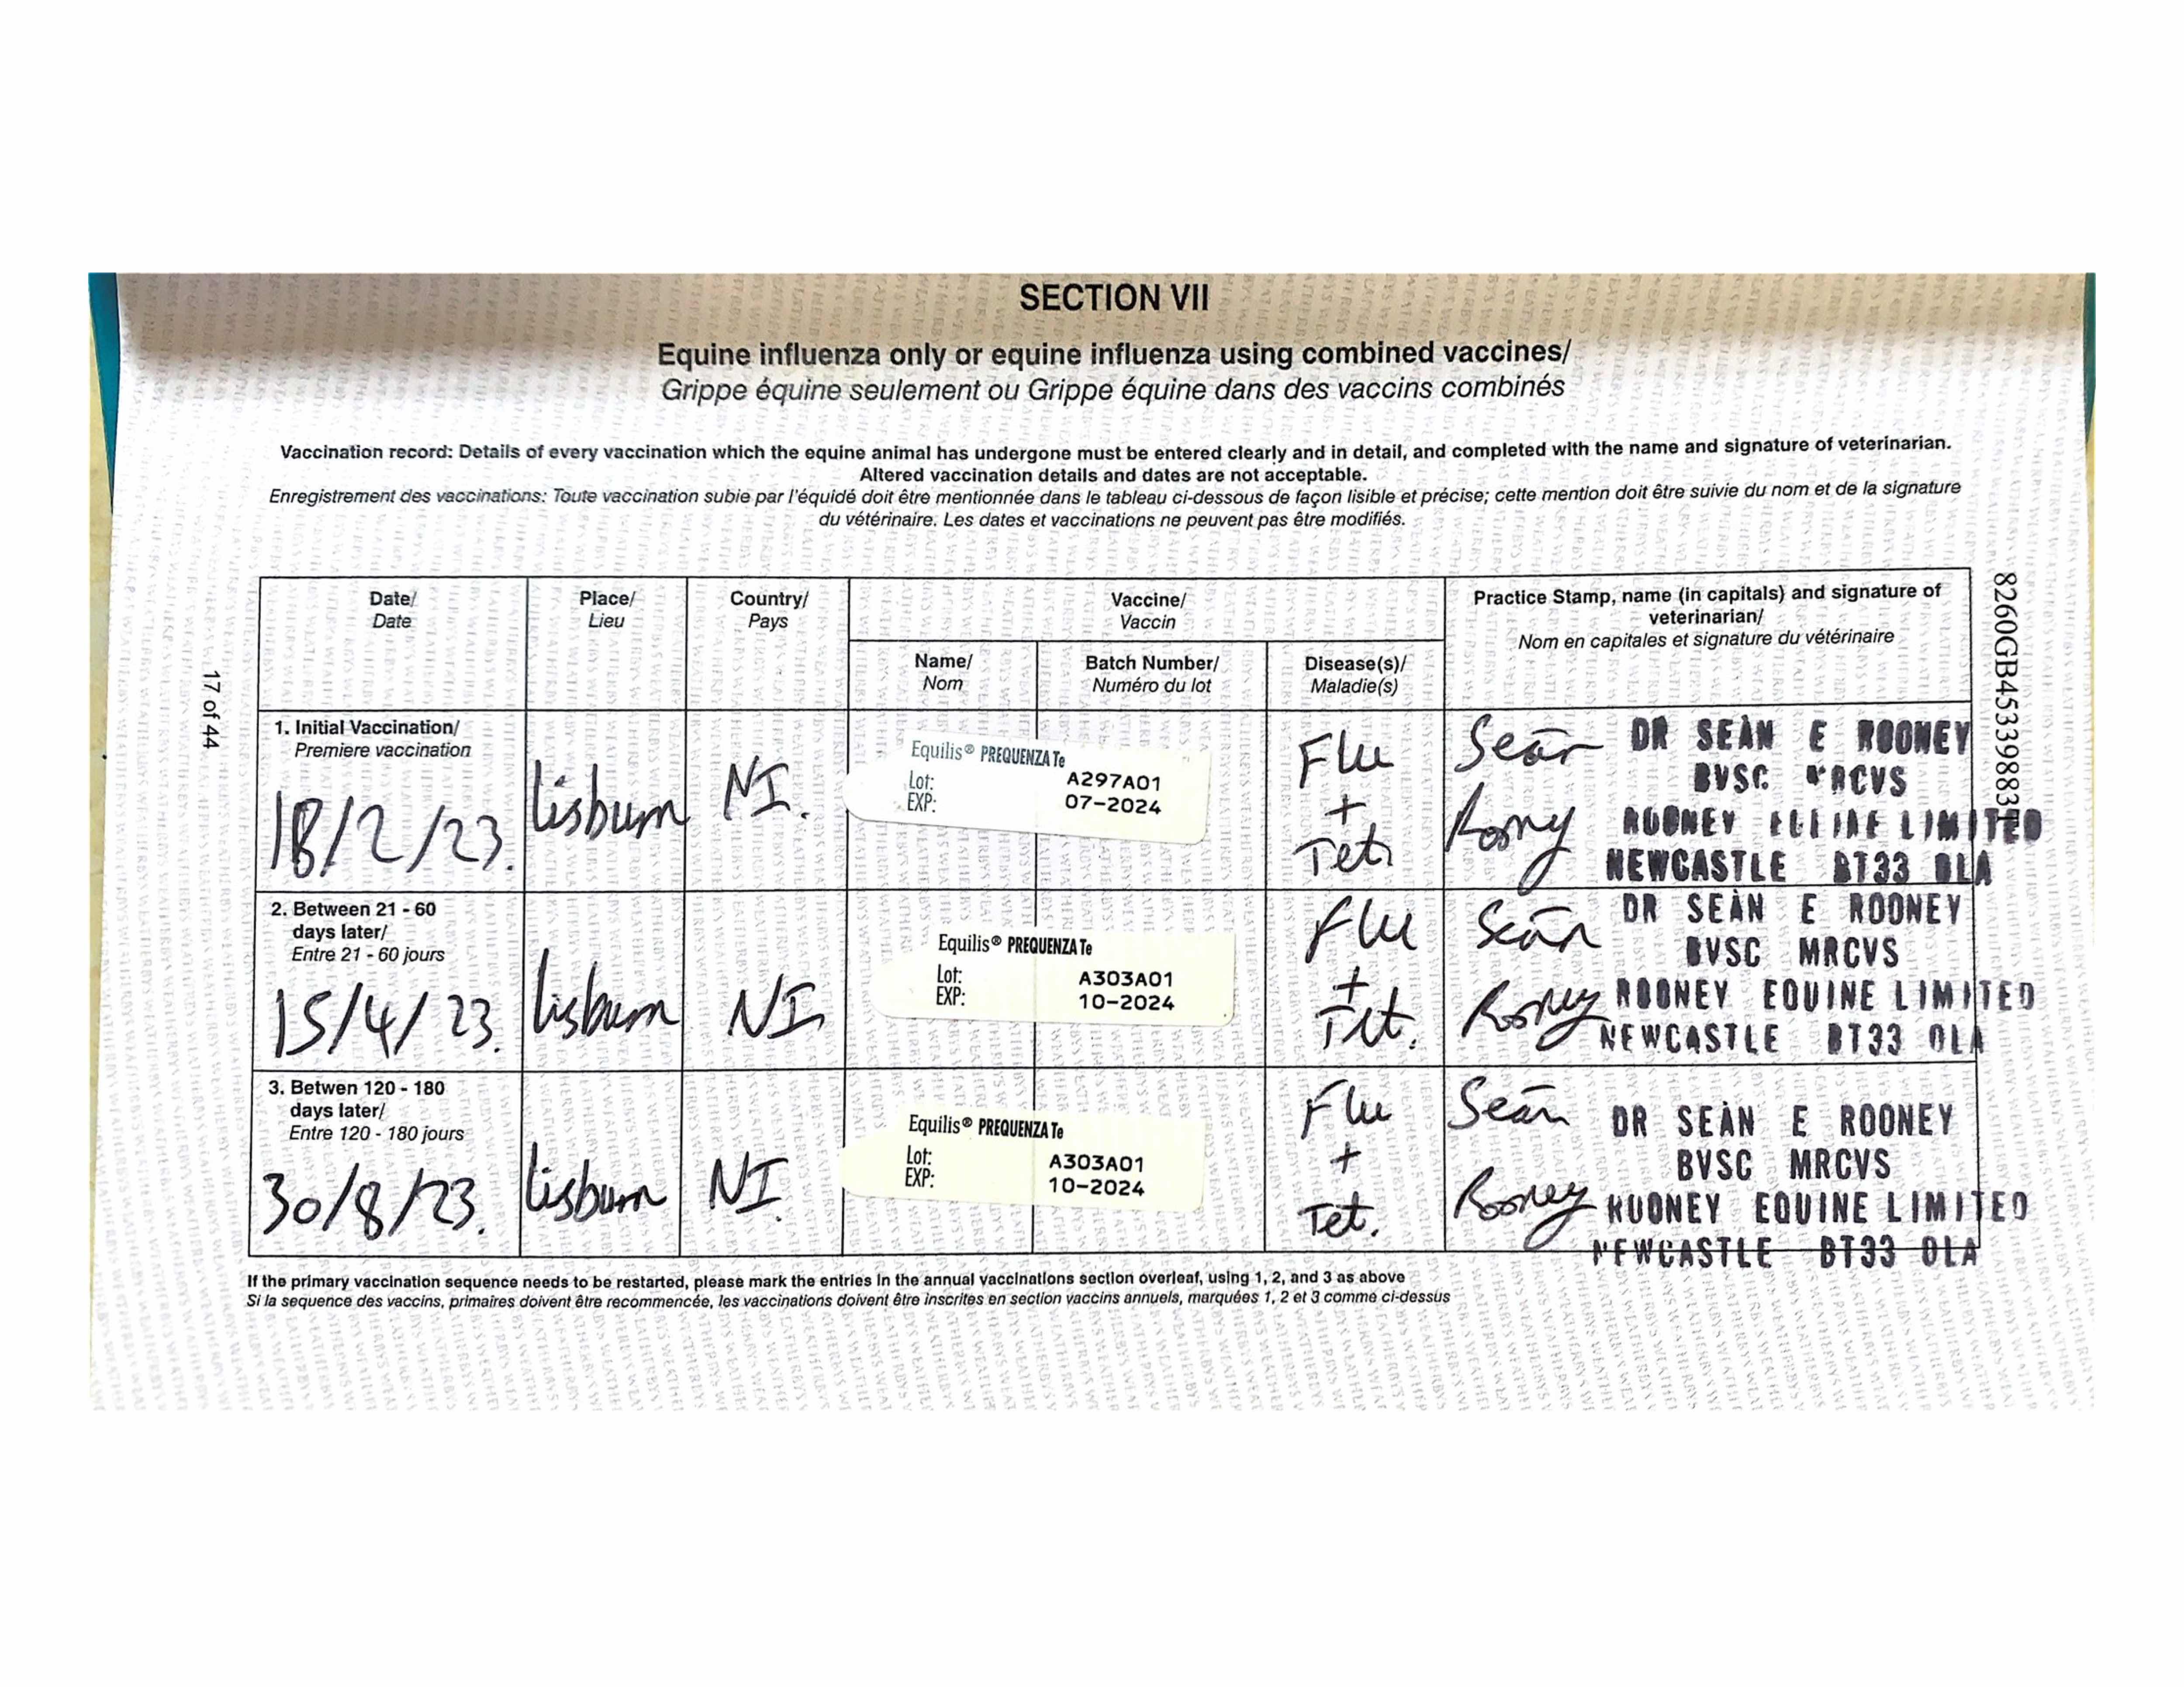 SECTION VII
Equine influenza only or equine influenza using combined vaccines/
Grippe équine seulement ou Grippe équine dans des vaccins combinés
Vaccination record: Details of every vaccination which the equine animal has undergone must be entered clearly and in detail, and completed with the name and signature of veterinarian.
Altered vaccination details and dates are not acceptable.
Enregistrement des vaccinations: Toute vaccination subie par l'équidé doit être mentionnée dans le tableau ci-dessous de façon lisible et précise; cette mention doit être suivie du nom et de la signature
du vétérinaire. Les dates et vaccinations ne peuvent pas être modifiés.
Date/
Date
Place/
Lieu
Country/
Pays
Vaccine/
Vaccin
Name/
Nom
Batch Number/
Numéro du lot
Disease(s)/
Maladie(s)
Practice Stamp, name (in capitals) and signature of
veterinarian/
Nom en capitales et signature du vétérinaire
1. Initial Vaccination/
Premiere vaccination
18/2/23.
Lisburn
NI.
Equilis® PREQUENZA Te
Lot: A297A01
EXP: 07-2024
Flu
+
Tet.
Seán
Rooney
DR SEÀN E ROONEY
BVSC MRCVS
ROONEY EQUINE LIMITED
NEWCASTLE BT33 0LA
2. Between 21 - 60
days later/
Entre 21 - 60 jours
15/4/23.
Lisburn
NI
Equilis® PREQUENZA Te
Lot: A303A01
EXP: 10-2024
Flu
+
Tet.
Seán
Rooney
DR SEÀN E ROONEY
BVSC MRCVS
ROONEY EQUINE LIMITED
NEWCASTLE BT33 0LA
3. Betwen 120 - 180
days later/
Entre 120 - 180 jours
30/8/23.
Lisburn
NI.
Equilis® PREQUENZA Te
Lot: A303A01
EXP: 10-2024
Flu
+
Tet.
Seán
Rooney
DR SEÀN E ROONEY
BVSC MRCVS
ROONEY EQUINE LIMITED
NEWCASTLE BT33 0LA
If the primary vaccination sequence needs to be restarted, please mark the entries in the annual vaccinations section overleaf, using 1, 2, and 3 as above
Si la sequence des vaccins, primaires doivent être recommencée, les vaccinations doivent être inscrites en section vaccins annuels, marquées 1, 2 et 3 comme ci-dessus
17 of 44